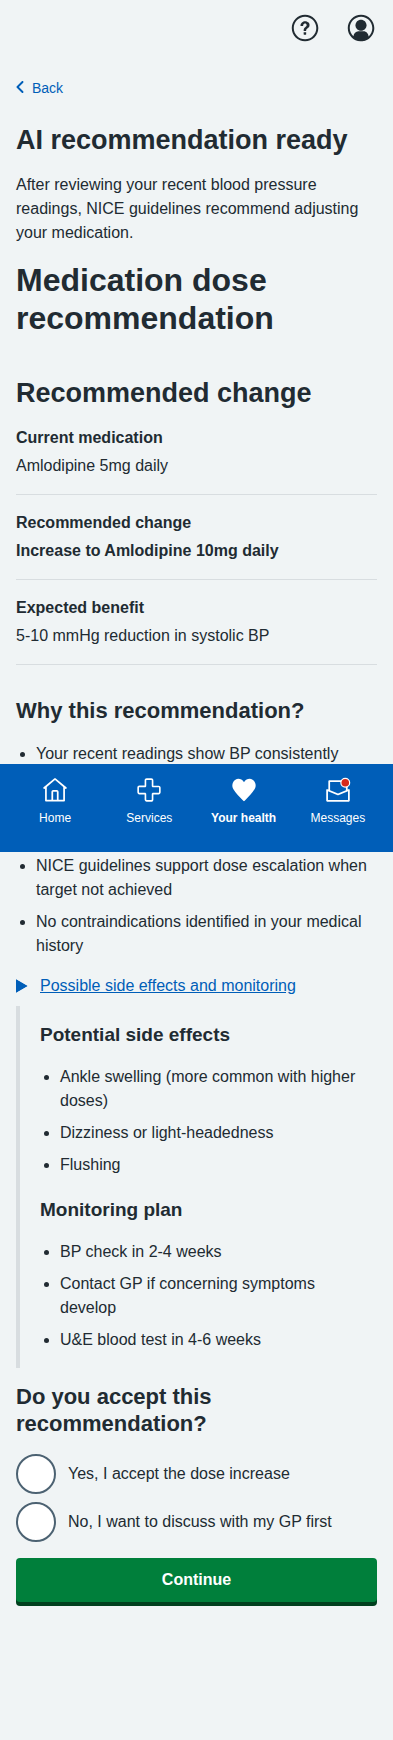 Back
AI recommendation ready
After reviewing your recent blood pressure
readings, NICE guidelines recommend adjusting
your medication.
Medication dose
recommendation
Recommended change
Current medication
Amlodipine 5mg daily
Recommended change
Increase to Amlodipine 10mg daily
Expected benefit
5-10 mmHg reduction in systolic BP
Why this recommendation?
• Your recent readings show BP consistently
Home Services Your health Messages
• NICE guidelines support dose escalation when
target not achieved
• No contraindications identified in your medical
history
Possible side effects and monitoring
Potential side effects
• Ankle swelling (more common with higher
doses)
• Dizziness or light-headedness
• Flushing
Monitoring plan
• BP check in 2-4 weeks
• Contact GP if concerning symptoms
develop
• U&E blood test in 4-6 weeks
Do you accept this
recommendation?
Yes, I accept the dose increase
No, I want to discuss with my GP first
Continue